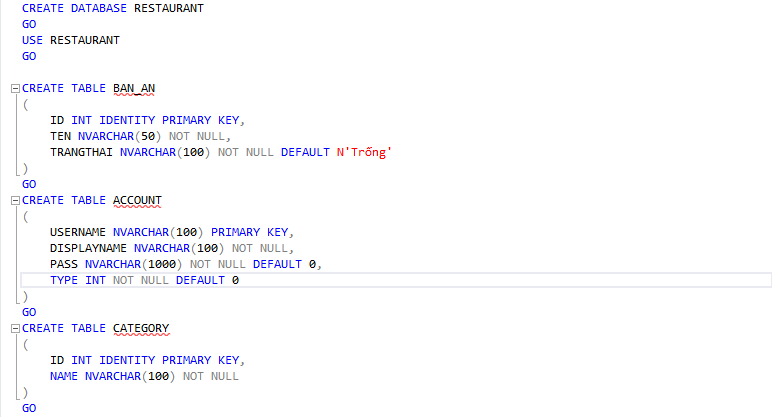 CREATE DATABASE RESTAURANT
GO
USE RESTAURANT
GO
CREATE TABLE BAN_AN
(
ID INT IDENTITY PRIMARY KEY,
TEN NVARCHAR(50) NOT NULL,
TRANGTHAI NVARCHAR(100) NOT NULL DEFAULT N'Trống'
)
GO
CREATE TABLE ACCOUNT
(
USERNAME NVARCHAR(100) PRIMARY KEY,
DISPLAYNAME NVARCHAR(100) NOT NULL,
PASS NVARCHAR(1000) NOT NULL DEFAULT 0,
TYPE INT NOT NULL DEFAULT 0
)
GO
CREATE TABLE CATEGORY
(
ID INT IDENTITY PRIMARY KEY,
NAME NVARCHAR(100) NOT NULL
)
GO